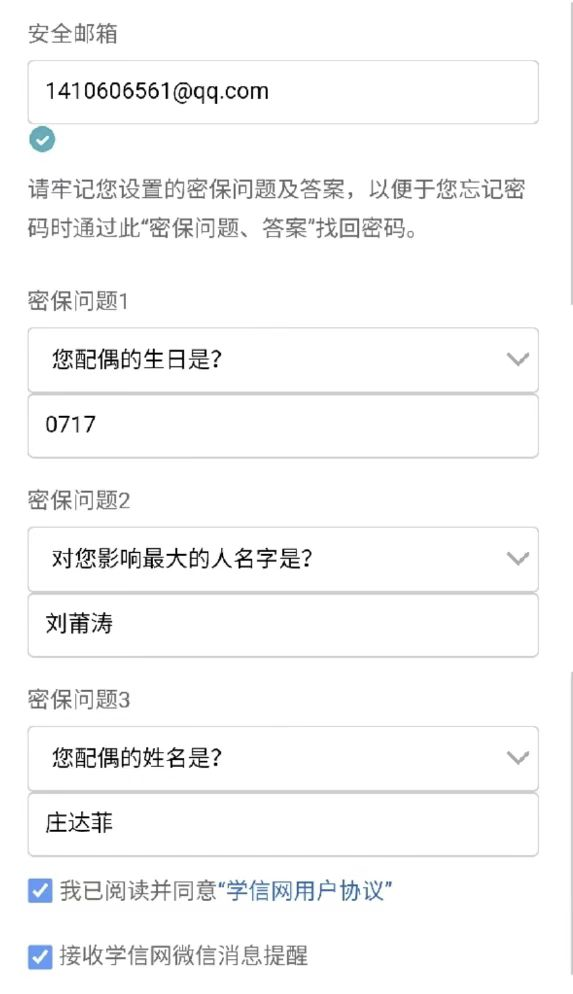 安全邮箱
1410606561@qq.com
请牢记您设置的密保问题及答案，以便于您忘记密
码时通过此“密保问题、答案”找回密码。
密保问题1
您配偶的生日是？
0717
密保问题2
对您影响最大的人名字是？
刘莆涛
密保问题3
您配偶的姓名是？
庄达菲
我已阅读并同意“学信网用户协议”
接收学信网微信消息提醒